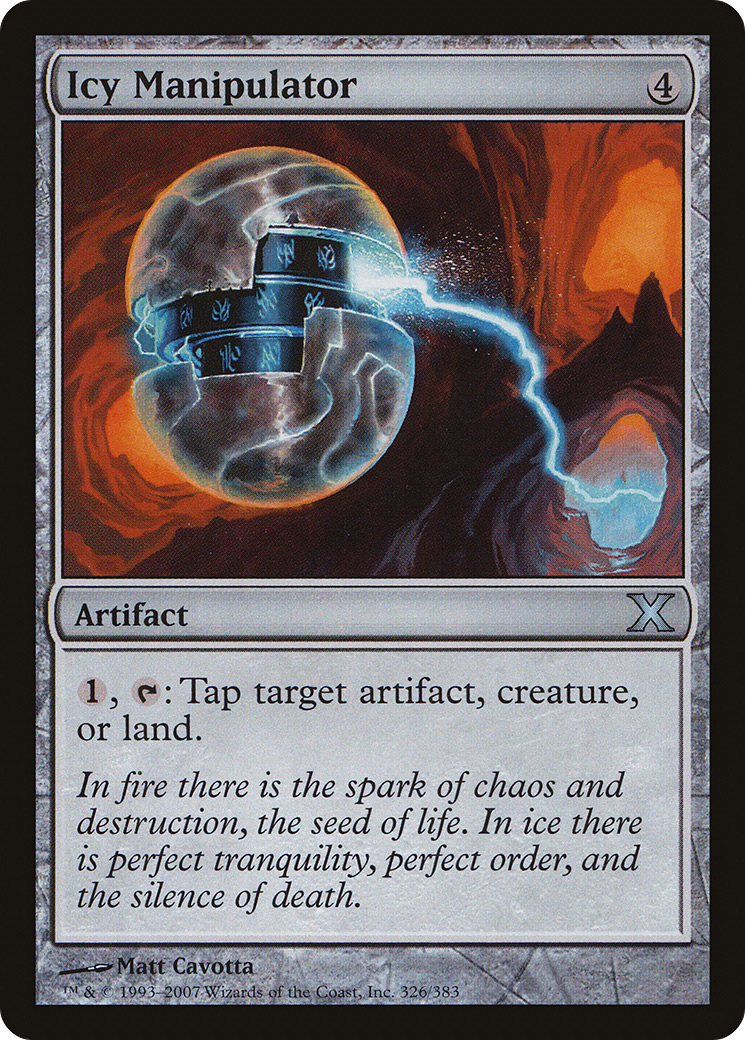 Icy Manipulator 4
Artifact X
1, : Tap target artifact, creature,
or land.
In fire there is the spark of chaos and
destruction, the seed of life. In ice there
is perfect tranquility, perfect order, and
the silence of death.
Matt Cavotta
™ & © 1993–2007 Wizards of the Coast, Inc. 326/383